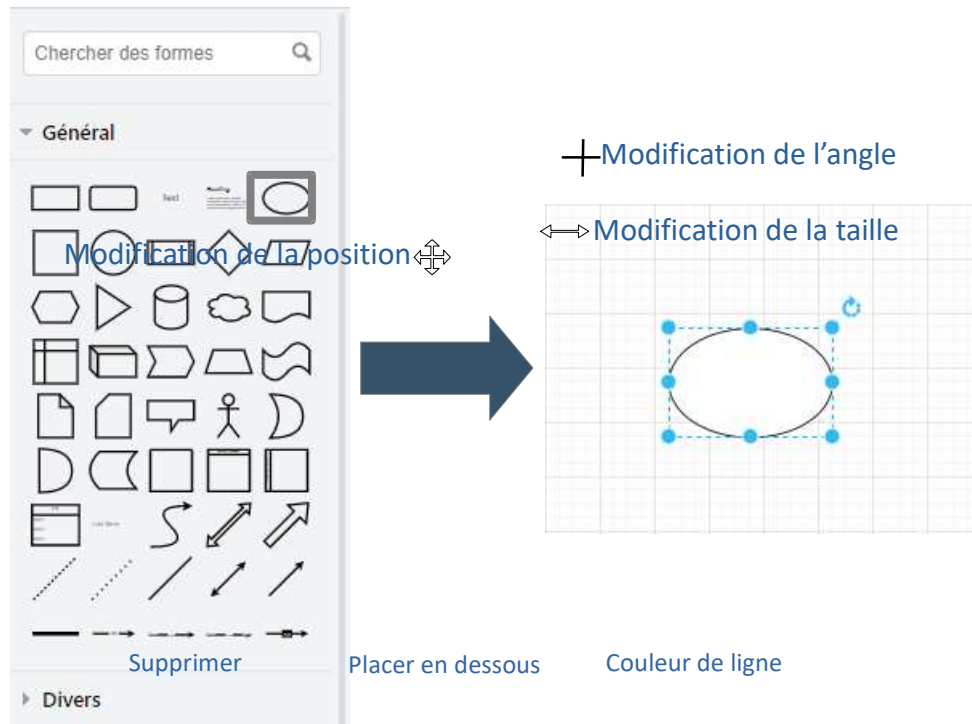 Chercher des formes
Général
Modification de l’angle
Text
Modification de la taille
Modification de la position
Supprimer
Placer en dessous
Couleur de ligne
Divers